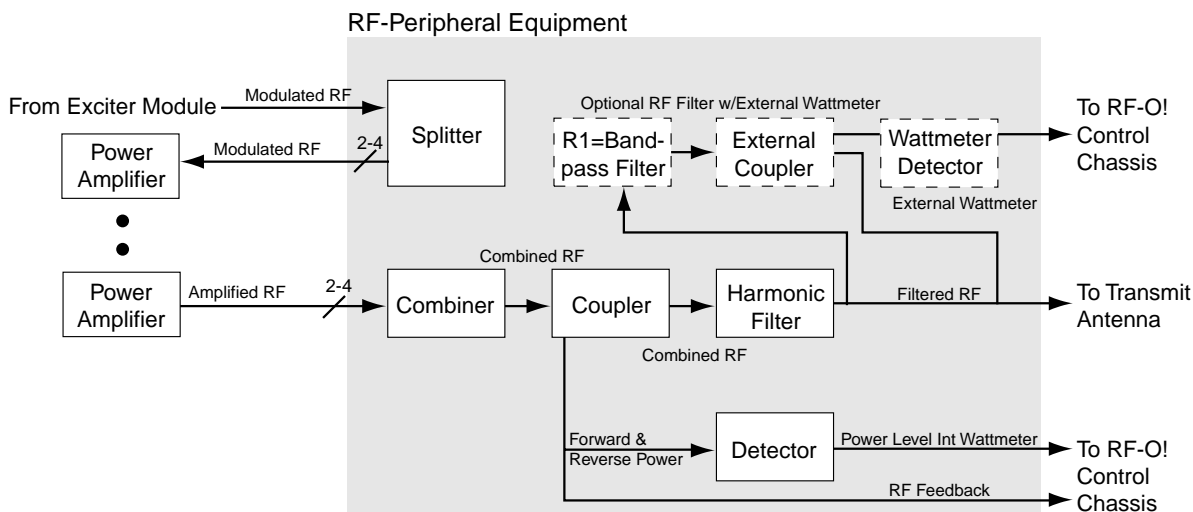 RF-Peripheral Equipment
From Exciter Module
Modulated RF
Splitter
Optional RF Filter w/External Wattmeter
To RF-O!
Control
Chassis
Power
Amplifier
Modulated RF
2-4
R1=Band-
pass Filter
External
Coupler
Wattmeter
Detector
External Wattmeter
Power
Amplifier
Amplified RF
2-4
Combiner
Combined RF
Coupler
Combined RF
Harmonic
Filter
Filtered RF
To Transmit
Antenna
Forward &
Reverse Power
Detector
Power Level Int Wattmeter
RF Feedback
To RF-O!
Control
Chassis